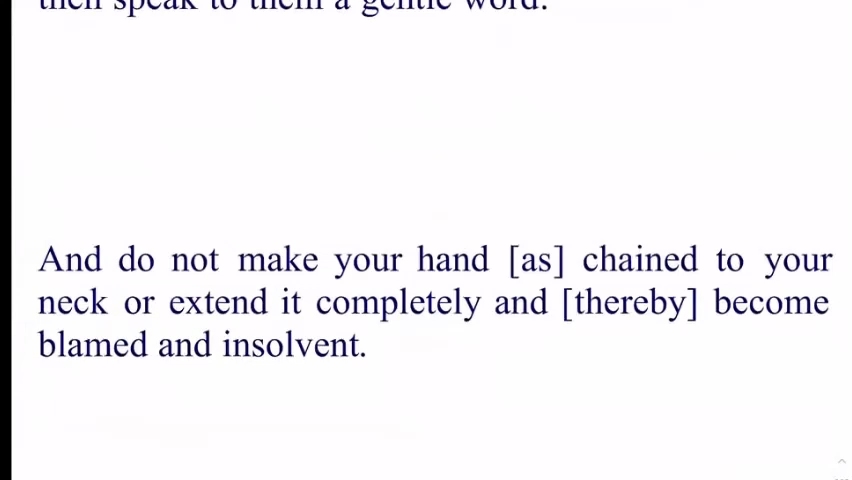 then speak to them a gentle word.
And do not make your hand [as] chained to your
neck or extend it completely and [thereby] become
blamed and insolvent.